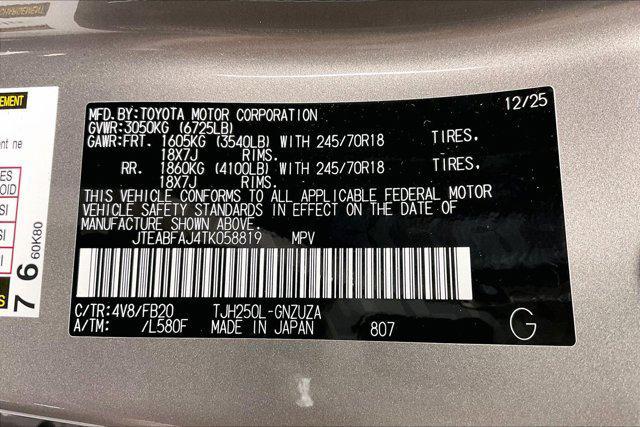 12/25
MFD.BY:TOYOTA MOTOR CORPORATION
GVWR:3050KG (6725LB)
GAWR:FRT. 1605KG (3540LB) WITH 245/70R18 TIRES.
18X7J RIMS.
RR. 1860KG (4100LB) WITH 245/70R18 TIRES.
18X7J RIMS.
THIS VEHICLE CONFORMS TO ALL APPLICABLE FEDERAL MOTOR
VEHICLE SAFETY STANDARDS IN EFFECT ON THE DATE OF
MANUFACTURE SHOWN ABOVE.
JTEABFAJ4TK058819 MPV
C/TR:4V8/FB20 TJH250L-GNZUZA
A/TM: /L580F MADE IN JAPAN 807 G
60K80
76